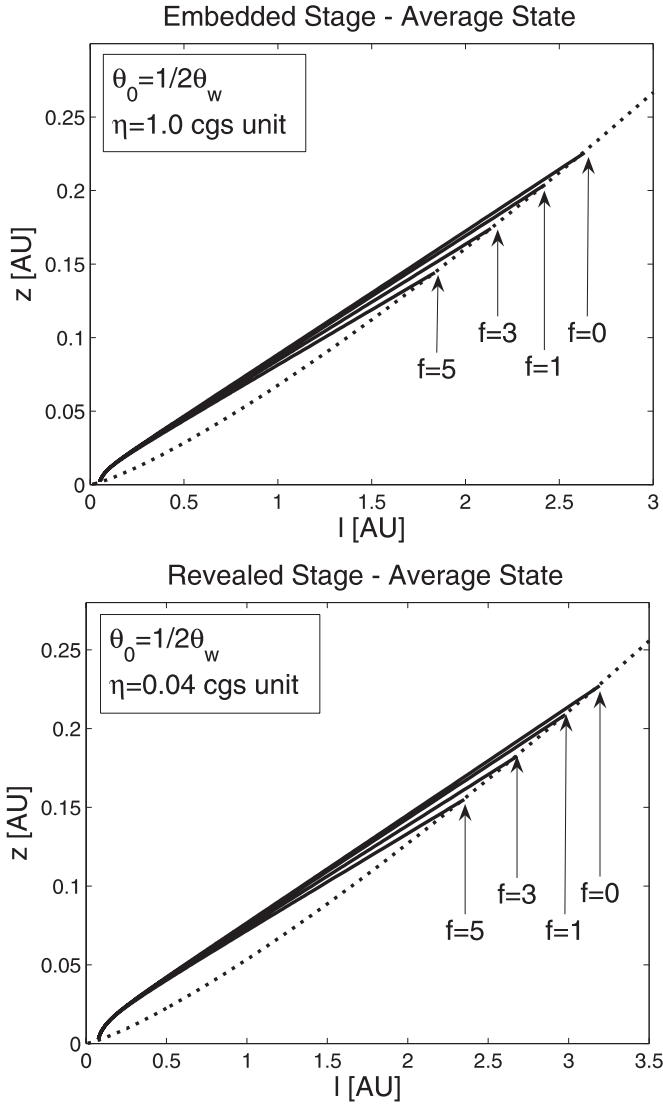 Embedded Stage - Average State
θ0=1/2θw
η=1.0 cgs unit
0.25
0.2
0.15
0.1
0.05
0
z [AU]
f=0
f=3
f=1
f=5
0 0.5 1 1.5 2 2.5 3
l [AU]
Revealed Stage - Average State
θ0=1/2θw
η=0.04 cgs unit
0.25
0.2
0.15
0.1
0.05
0
z [AU]
f=0
f=3
f=1
f=5
0 0.5 1 1.5 2 2.5 3 3.5
l [AU]